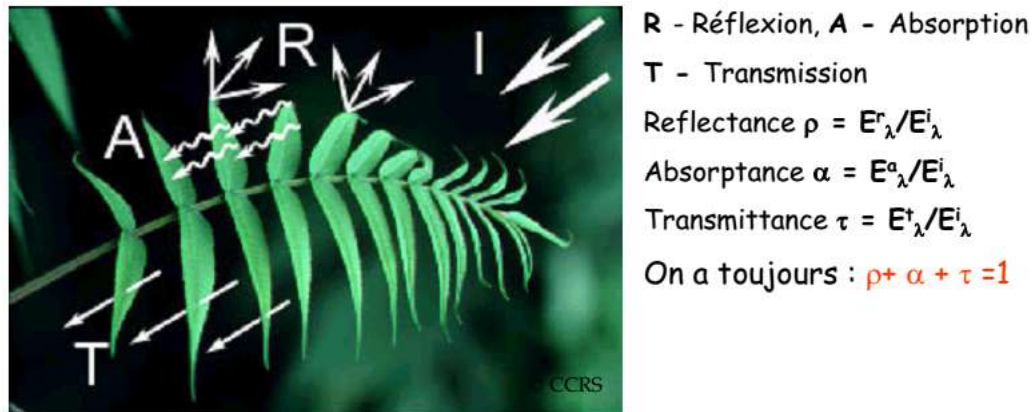 R
I
A
T
CCRS
R - Réflexion, A - Absorption
T - Transmission
Reflectance ρ = Eʳλ/Eⁱλ
Absorptance α = Eᵃλ/Eⁱλ
Transmittance τ = Eᵗλ/Eⁱλ
On a toujours : ρ+ α + τ =1